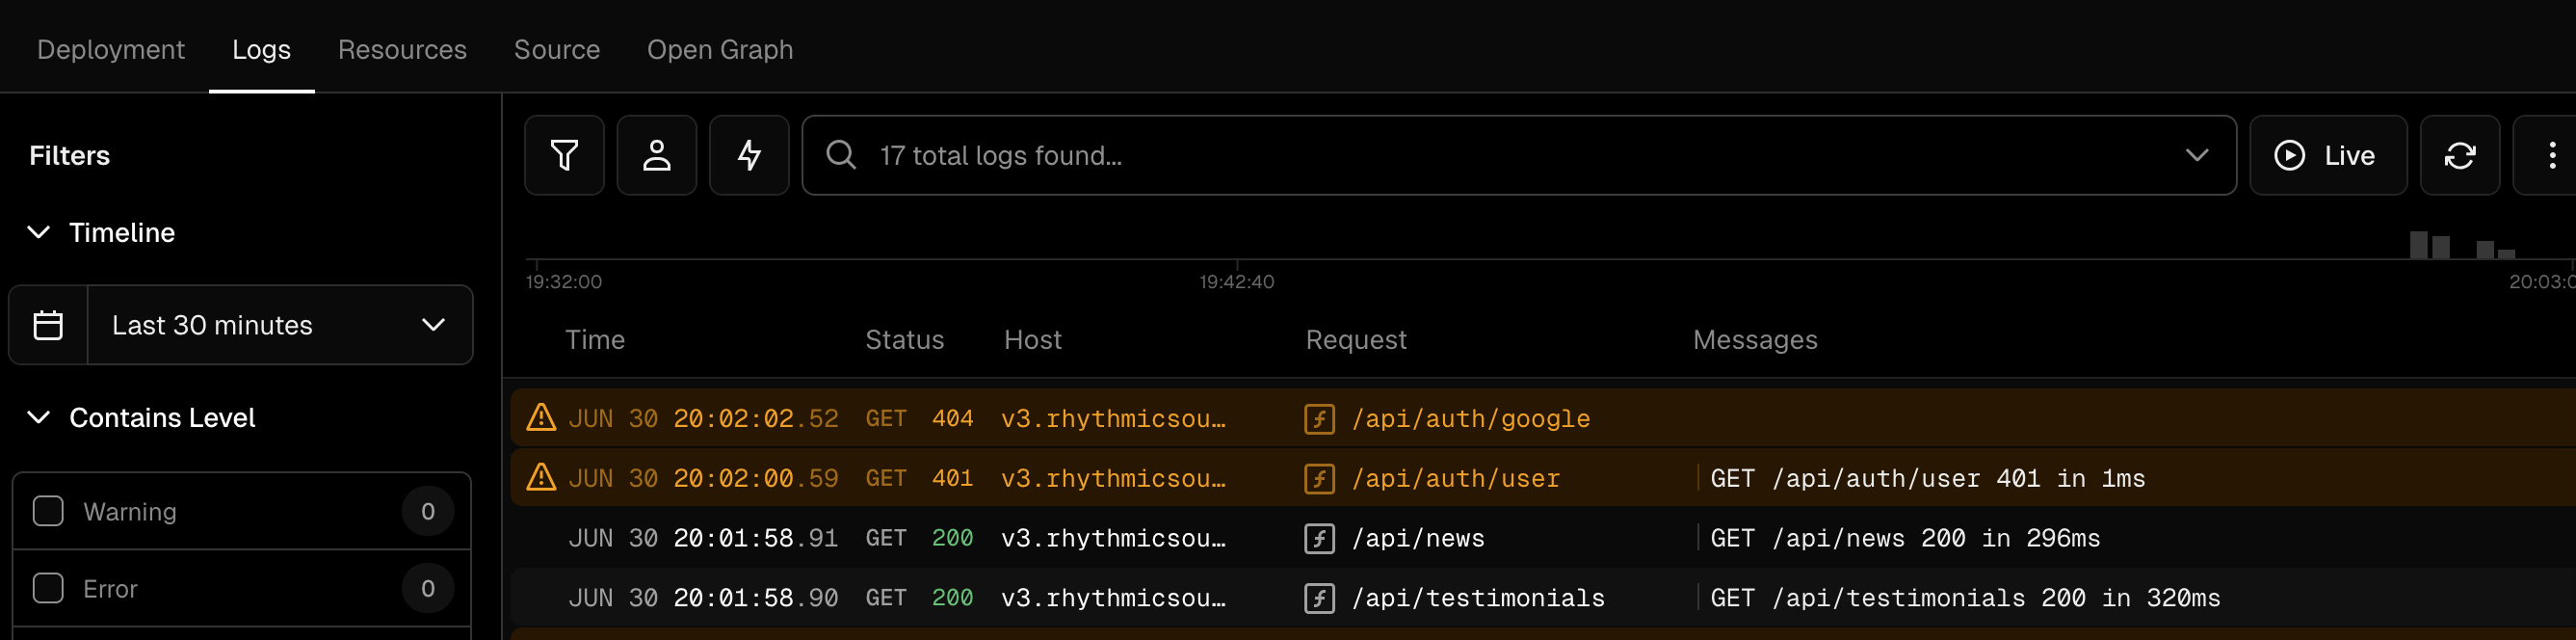 Deployment Logs Resources Source Open Graph
Filters
Timeline
Last 30 minutes
Contains Level
Warning 0
Error 0
17 total logs found...
Live
19:32:00 19:42:40 20:03:0
Time Status Host Request Messages
JUN 30 20:02:02.52 GET 404 v3.rhythmicsou... /api/auth/google
JUN 30 20:02:00.59 GET 401 v3.rhythmicsou... /api/auth/user GET /api/auth/user 401 in 1ms
JUN 30 20:01:58.91 GET 200 v3.rhythmicsou... /api/news GET /api/news 200 in 296ms
JUN 30 20:01:58.90 GET 200 v3.rhythmicsou... /api/testimonials GET /api/testimonials 200 in 320ms